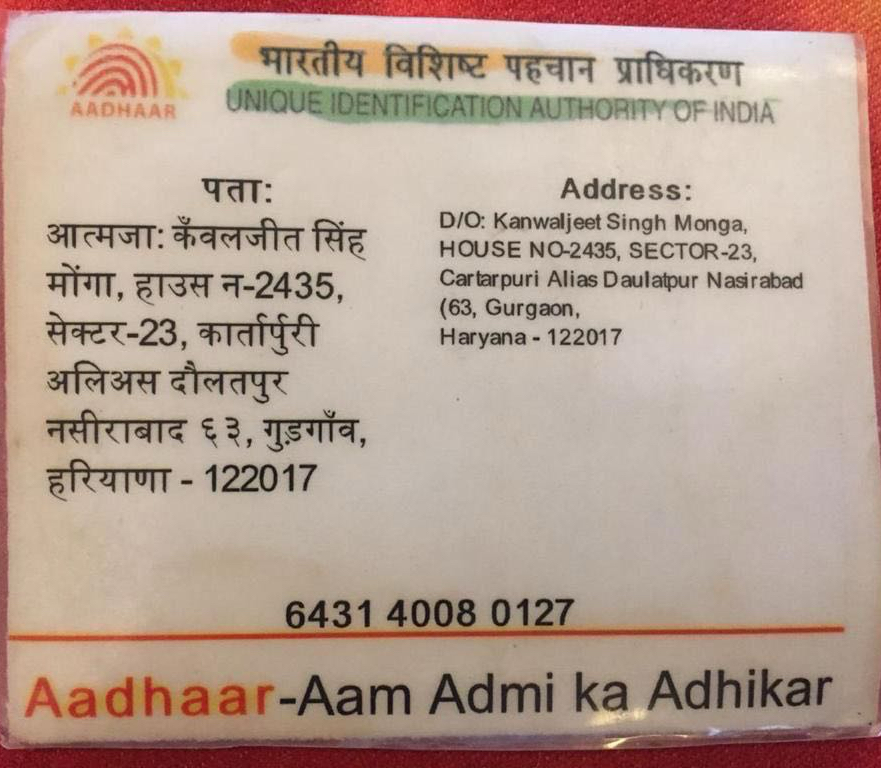 AADHAAR
भारतीय विशिष्ट पहचान प्राधिकरण
UNIQUE IDENTIFICATION AUTHORITY OF INDIA
पता:
आत्मजा: कँवलजीत सिंह
मोंगा, हाउस न-2435,
सेक्टर-23, कार्तार्पुरी
अलिअस दौलतपुर
नसीराबाद ६३, गुड़गाँव,
हरियाणा - 122017
Address:
D/O: Kanwaljeet Singh Monga,
HOUSE NO-2435, SECTOR-23,
Cartarpuri Alias Daulatpur Nasirabad
(63, Gurgaon,
Haryana - 122017
6431 4008 0127
Aadhaar-Aam Admi ka Adhikar